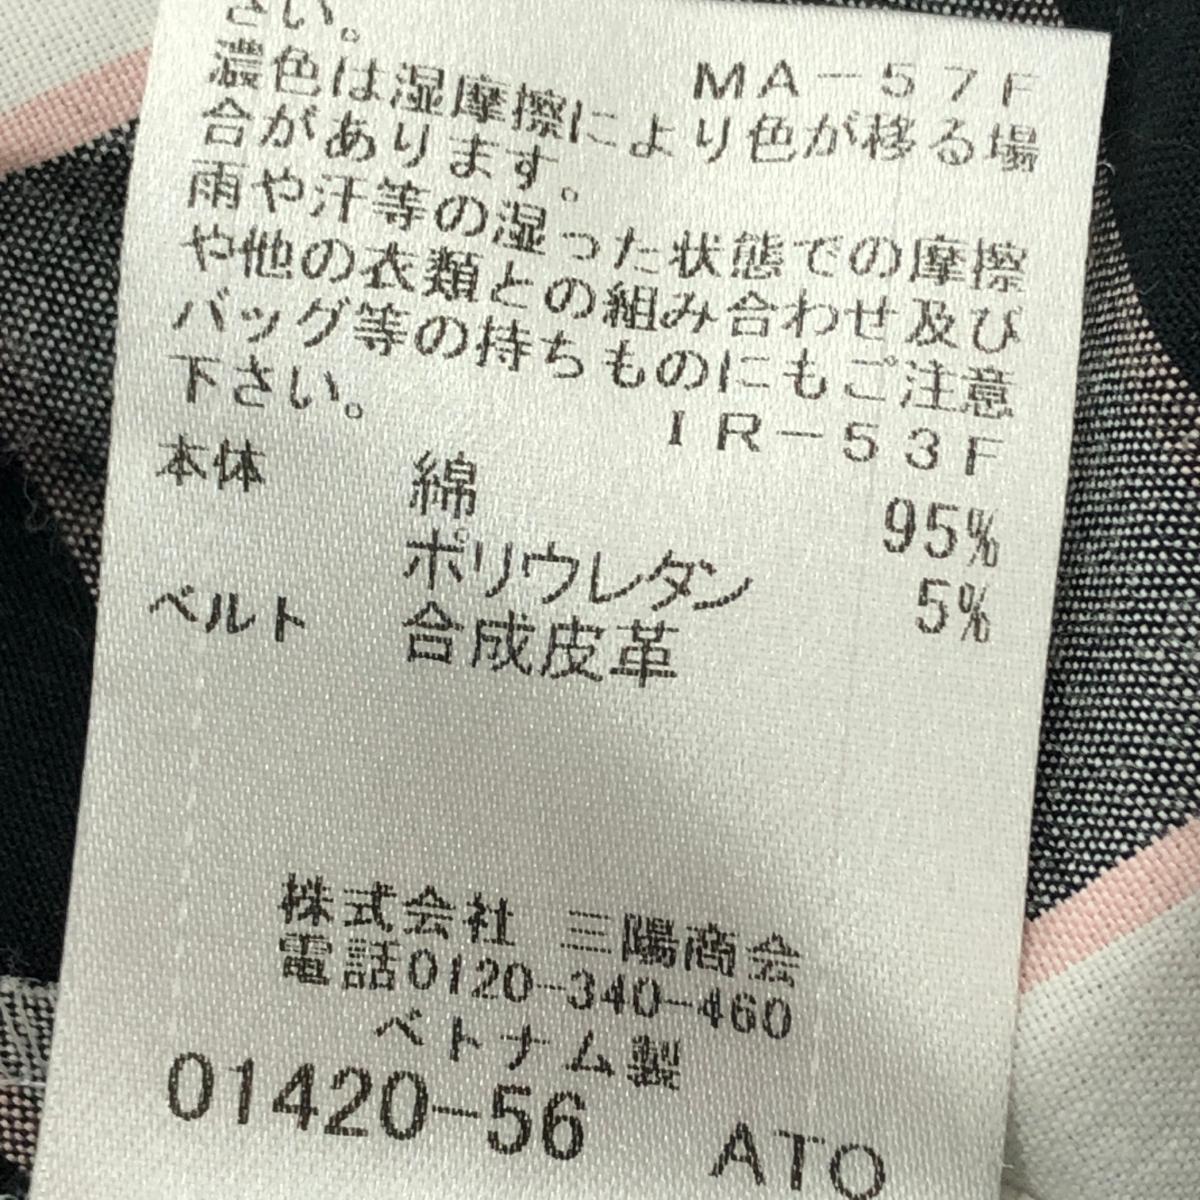 さい。
MA-57F
濃色は湿摩擦により色が移る場
合があります。
雨や汗等の湿った状態での摩擦
や他の衣類との組み合わせ及び
バッグ等の持ちものにもご注意
下さい。
IR-53F
本体 綿 95%
ポリウレタン 5%
ベルト 合成皮革
株式会社 三陽商会
電話0120-340-460
ベトナム製
01420-56 ATO